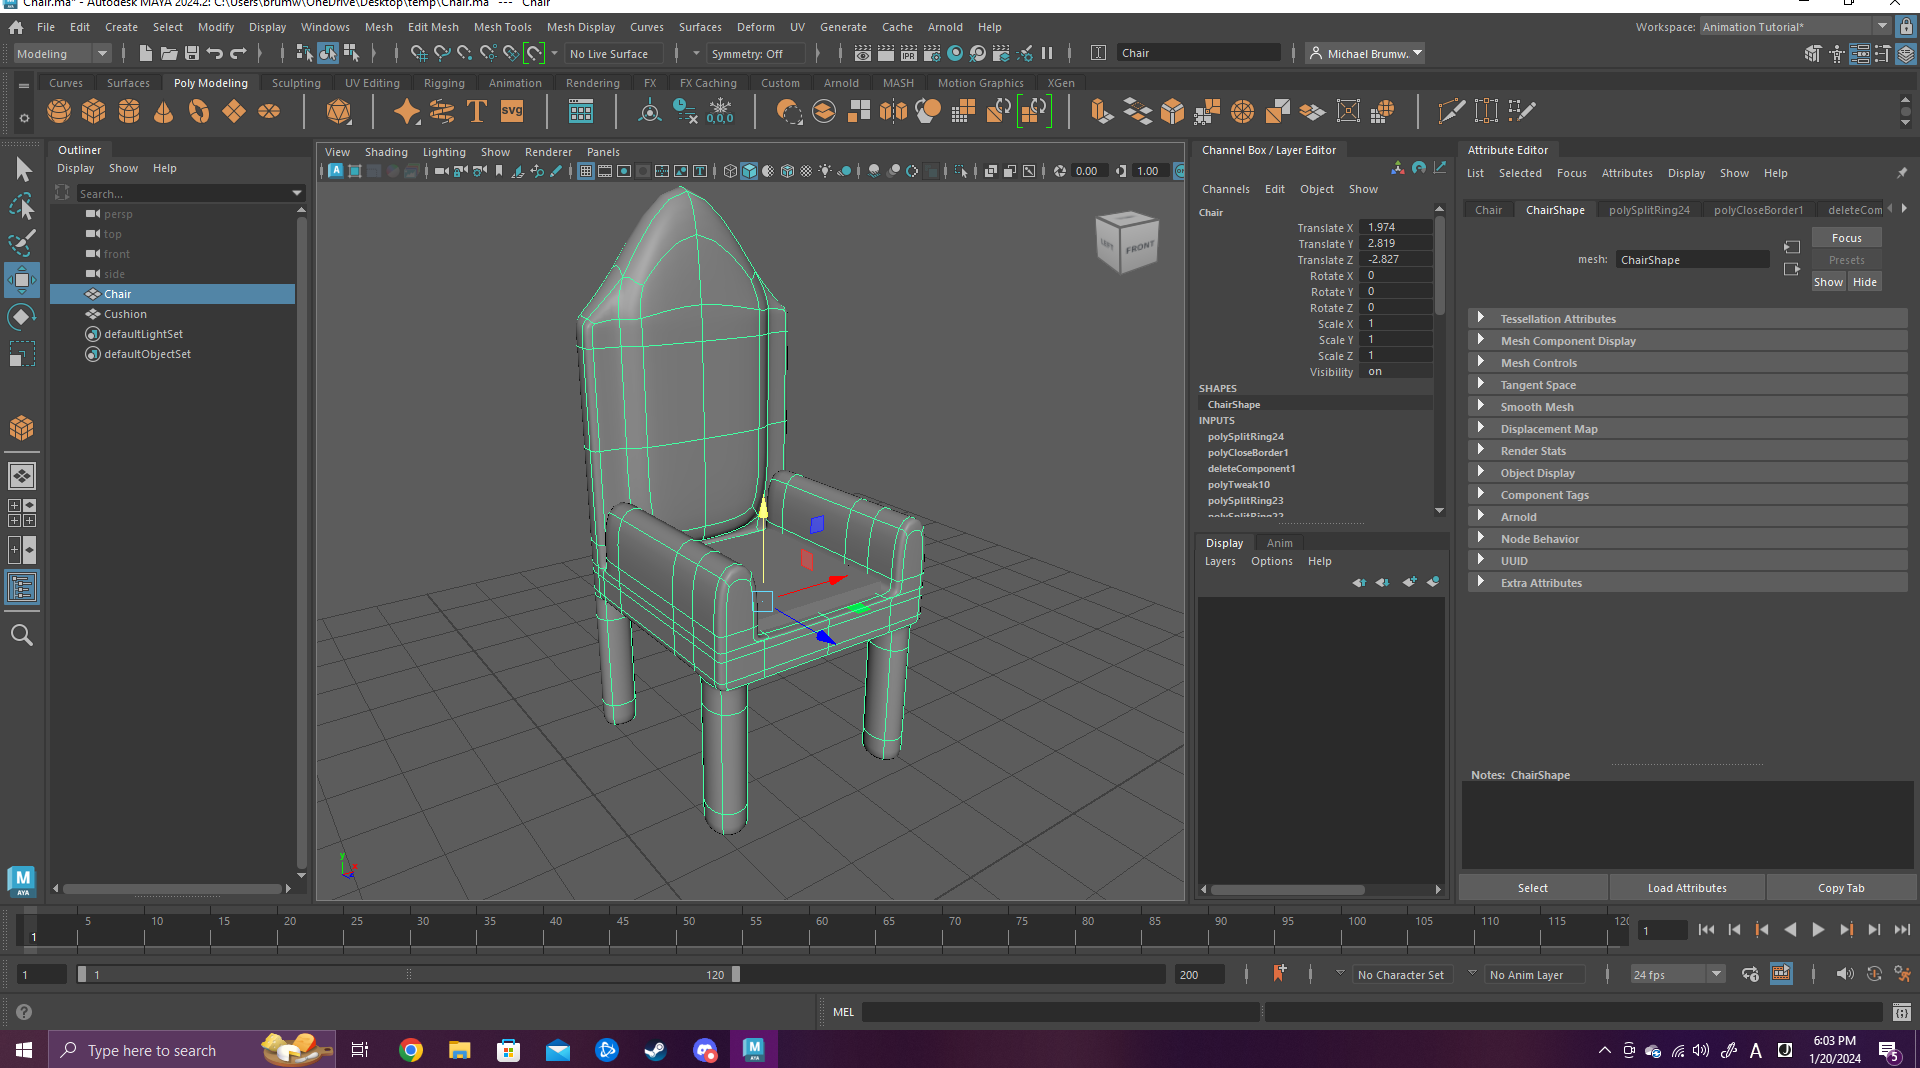 Chair.ma* - Autodesk MAYA 2024.2: C:\Users\brumw\OneDrive\Desktop\temp\Chair.ma --- Chair
File Edit Create Select Modify Display Windows Mesh Edit Mesh Mesh Tools Mesh Display Curves Surfaces Deform UV Generate Cache Arnold Help
Workspace: Animation Tutorial*
Modeling
No Live Surface
Symmetry: Off
Chair
Michael Brumw.
Curves Surfaces Poly Modeling Sculpting UV Editing Rigging Animation Rendering FX FX Caching Custom Arnold MASH Motion Graphics XGen
T svg 0,0,0
Outliner
Display Show Help
Search...
persp
top
front
side
Chair
Cushion
defaultLightSet
defaultObjectSet
View Shading Lighting Show Renderer Panels
0.00 1.00
LEFT FRONT
Channel Box / Layer Editor
Channels Edit Object Show
Chair
Translate X 1.974
Translate Y 2.819
Translate Z -2.827
Rotate X 0
Rotate Y 0
Rotate Z 0
Scale X 1
Scale Y 1
Scale Z 1
Visibility on
SHAPES
ChairShape
INPUTS
polySplitRing24
polyCloseBorder1
deleteComponent1
polyTweak10
polySplitRing23
polySplitRing22
Display Anim
Layers Options Help
Attribute Editor
List Selected Focus Attributes Display Show Help
Chair ChairShape polySplitRing24 polyCloseBorder1 deleteCom
mesh: ChairShape
Focus
Presets
Show Hide
Tessellation Attributes
Mesh Component Display
Mesh Controls
Tangent Space
Smooth Mesh
Displacement Map
Render Stats
Object Display
Component Tags
Arnold
Node Behavior
UUID
Extra Attributes
Notes: ChairShape
Select Load Attributes Copy Tab
M
AYA
y x
5 10 15 20 25 30 35 40 45 50 55 60 65 70 75 80 85 90 95 100 105 110 115 120
1
1
1 1 120 200
No Character Set
No Anim Layer
24 fps
MEL
Type here to search
6:03 PM
1/20/2024
5